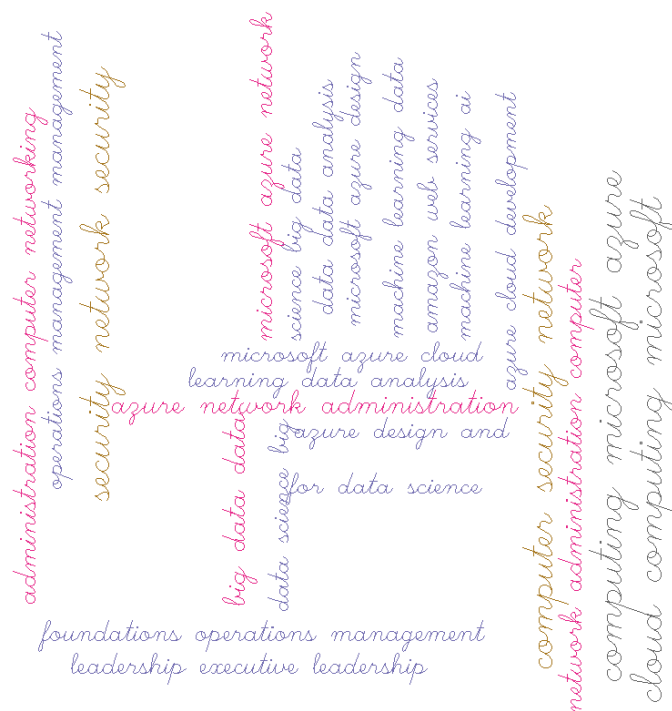 administration computer networking
operations management management
security network security
microsoft azure network
science big data
data data analysis
microsoft azure design
machine learning data
amazon web services
machine learning ai
azure cloud development
computer security network
network administration computer
computing microsoft azure
cloud computing microsoft
microsoft azure cloud
learning data analysis
azure network administration
azure design and
big data data
data science big
for data science
foundations operations management
leadership executive leadership